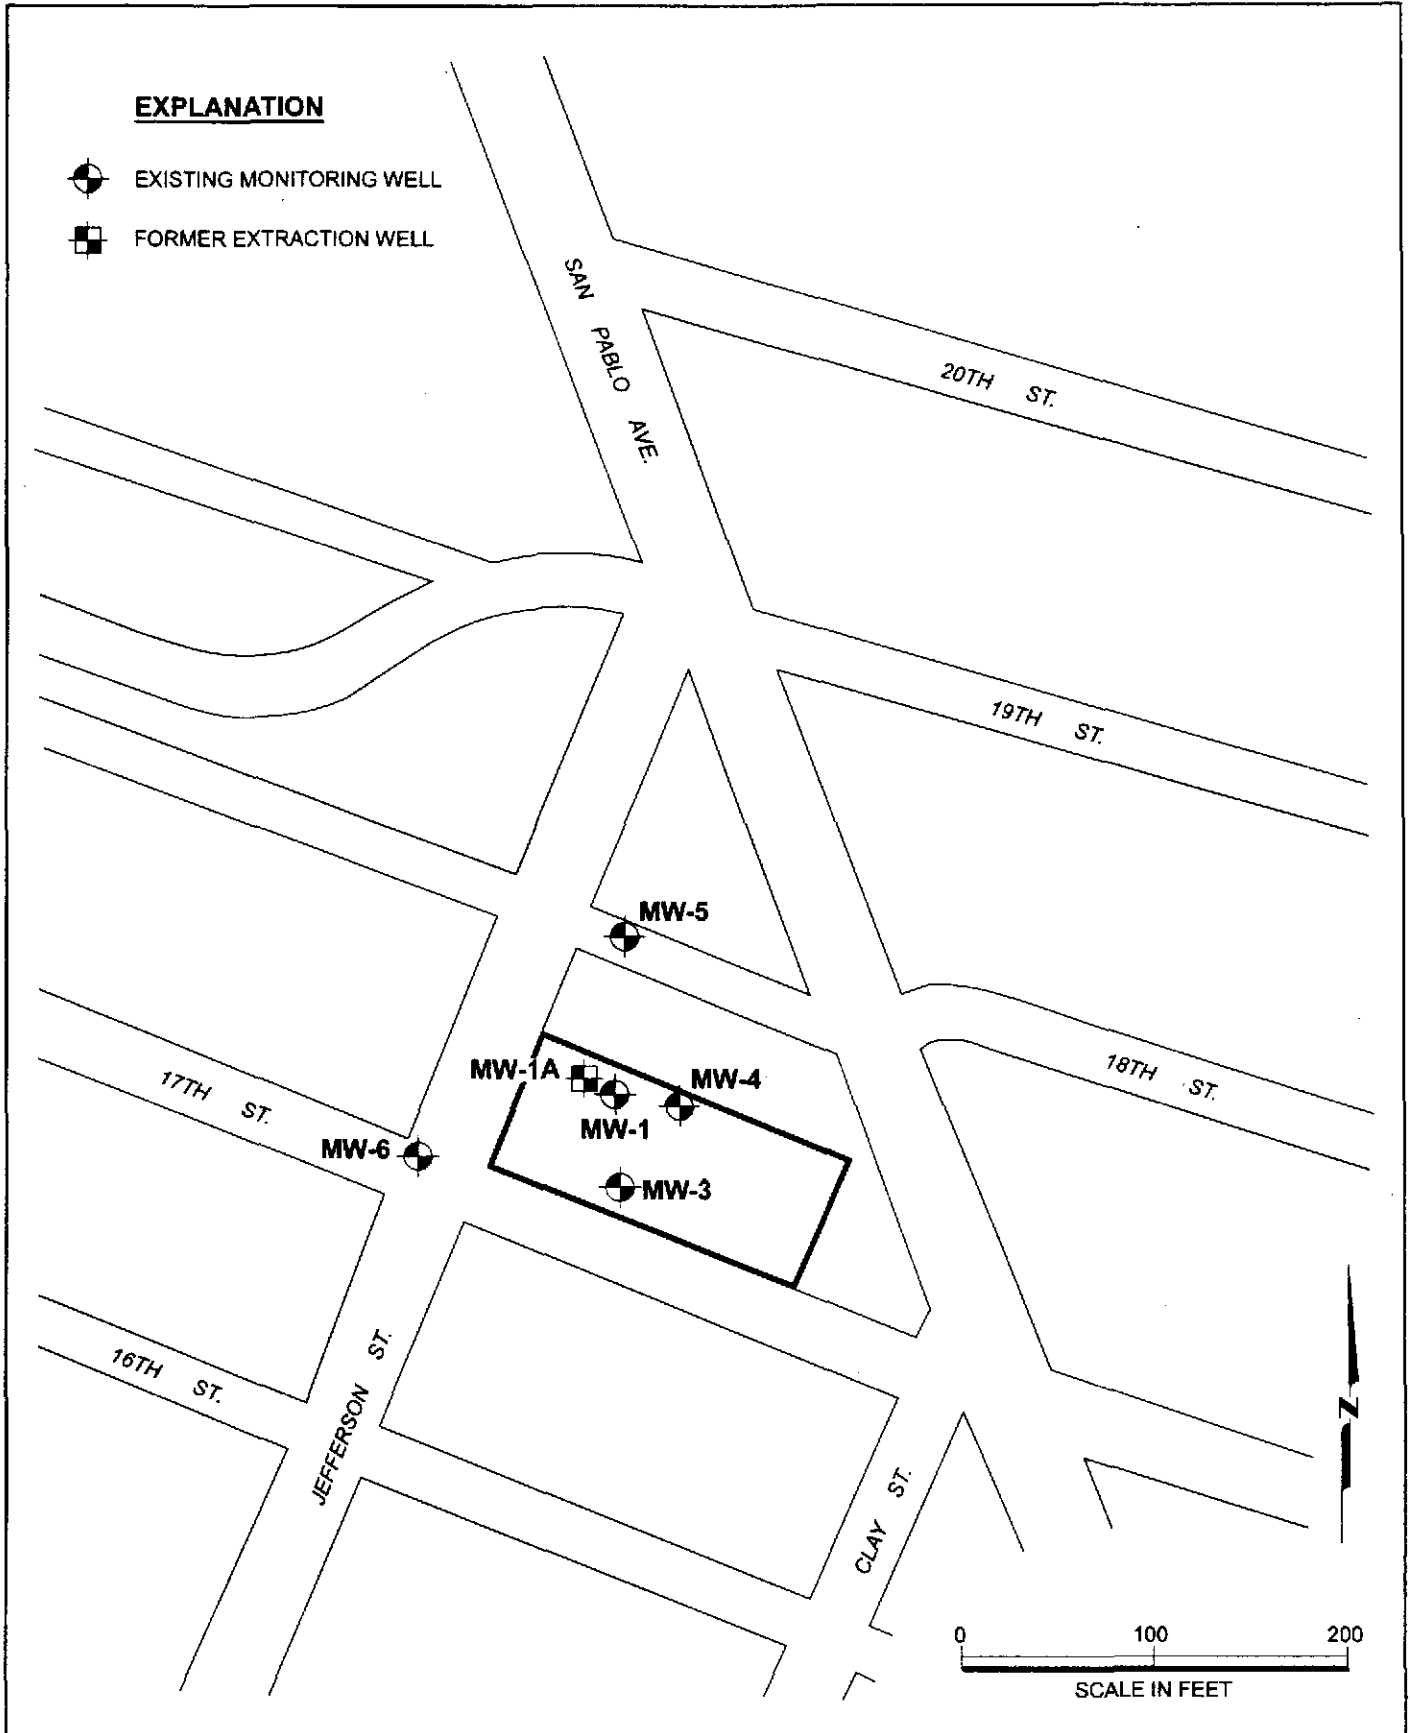 EXPLANATION
EXISTING MONITORING WELL
FORMER EXTRACTION WELL
SAN PABLO AVE.
20TH ST.
19TH ST.
MW-5
18TH ST.
MW-1A
MW-4
17TH ST.
MW-1
MW-6
MW-3
16TH ST.
JEFFERSON ST.
CLAY ST.
N
0 100 200
SCALE IN FEET